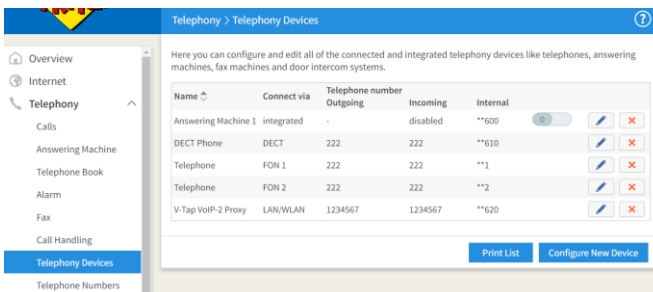 Telephony > Telephony Devices
?
Overview
Internet
Telephony
Calls
Answering Machine
Telephone Book
Alarm
Fax
Call Handling
Telephony Devices
Telephony Numbers
Here you can configure and edit all of the connected and integrated telephony devices like telephones, answering
machines, fax machines and door intercom systems.
Telephone number
Name Connect via Outgoing Incoming Internal
Answering Machine 1 integrated - disabled **600 0
DECT Phone DECT 222 222 **610
Telephone FON 1 222 222 **1
Telephone FON 2 222 222 **2
V-Tap VoIP-2 Proxy LAN/WLAN 1234567 1234567 **620
Print List Configure New Device